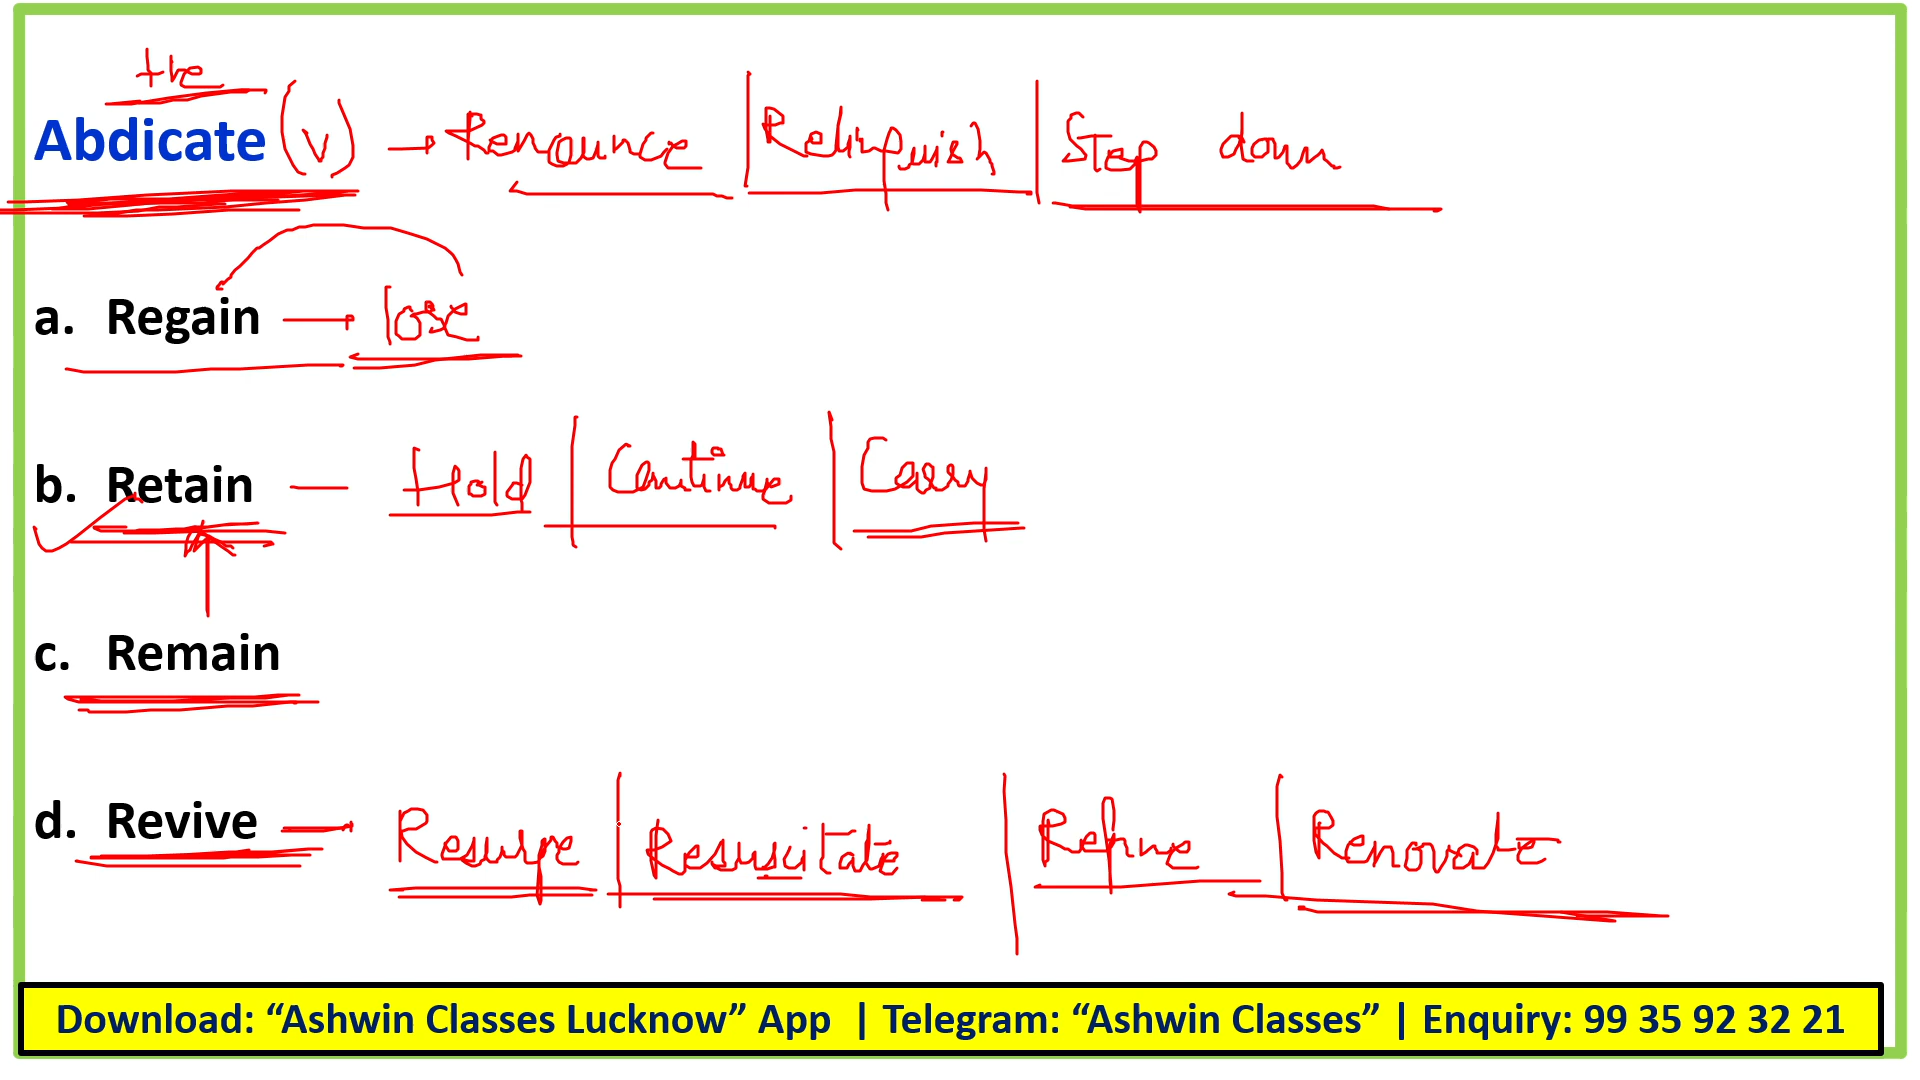 +ve
Abdicate (v) → Renounce | Relinquish | Step down
a. Regain → lose
b. Retain — Hold | Continue | Carry
c. Remain
d. Revive → Resurge | Resuscitate | Refine | Renovate
Download: “Ashwin Classes Lucknow” App | Telegram: “Ashwin Classes” | Enquiry: 99 35 92 32 21